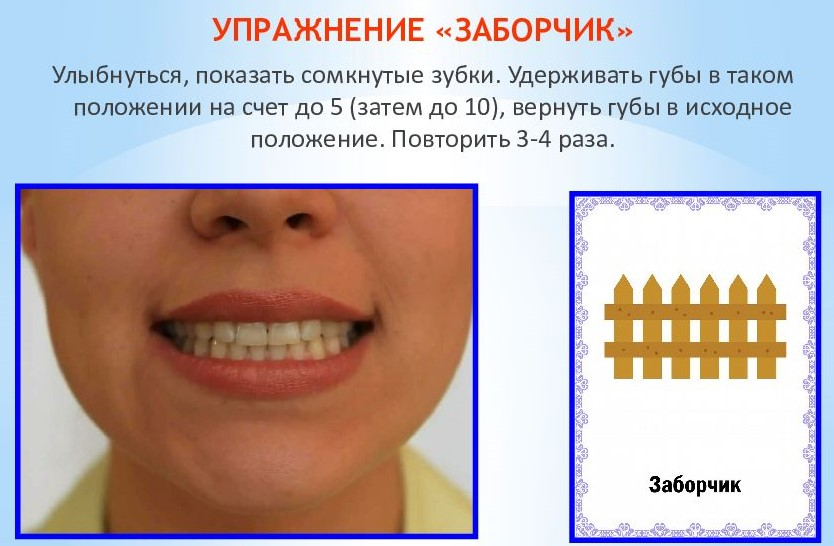 УПРАЖНЕНИЕ «ЗАБОРЧИК»
Улыбнуться, показать сомкнутые зубки. Удерживать губы в таком
положении на счет до 5 (затем до 10), вернуть губы в исходное
положение. Повторить 3-4 раза.
Заборчик